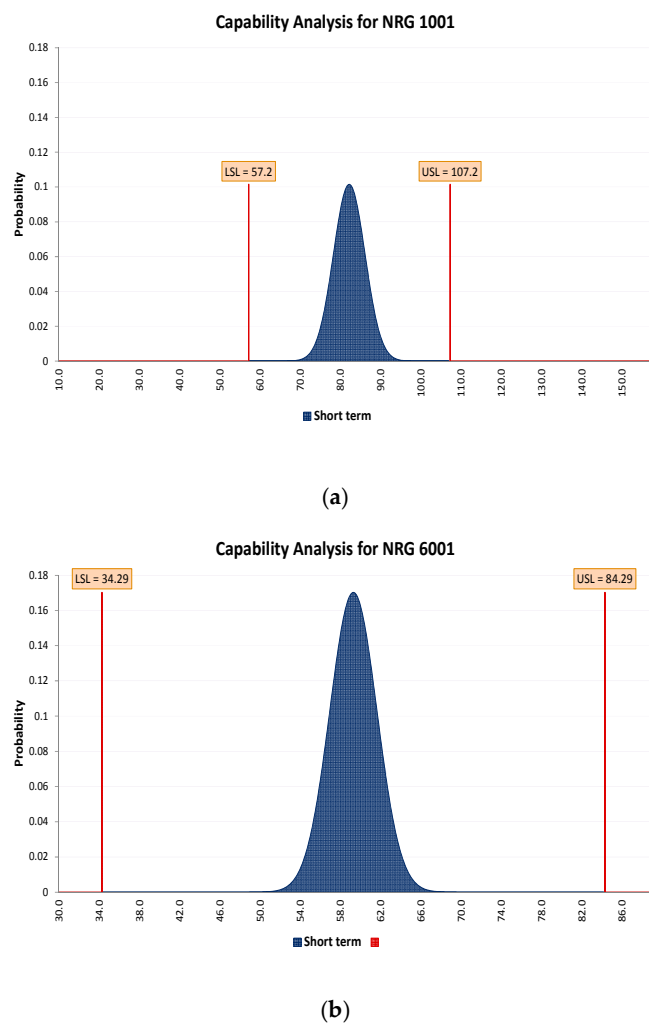 Capability Analysis for NRG 1001
0.18
0.16
0.14
0.12
0.1
0.08
0.06
0.04
0.02
0
Probability
LSL = 57.2
USL = 107.2
10.0 20.0 30.0 40.0 50.0 60.0 70.0 80.0 90.0 100.0 110.0 120.0 130.0 140.0 150.0
Short term
(a)
Capability Analysis for NRG 6001
LSL = 34.29
USL = 84.29
0.18
0.16
0.14
0.12
0.1
0.08
0.06
0.04
0.02
0
Probability
30.0 34.0 38.0 42.0 46.0 50.0 54.0 58.0 62.0 66.0 70.0 74.0 78.0 82.0 86.0
Short term
(b)